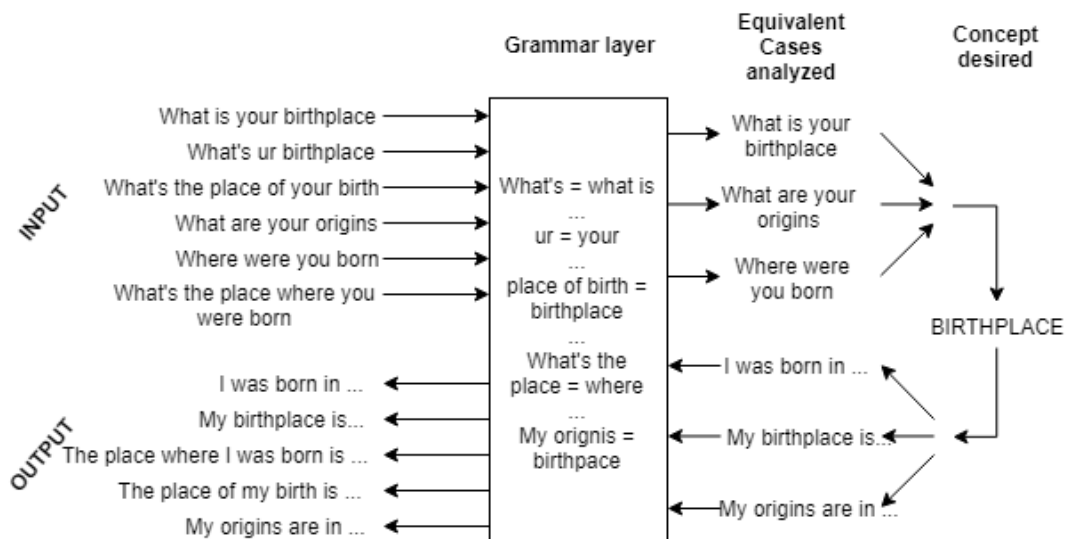 Grammar layer
Equivalent
Cases
analyzed
Concept
desired
INPUT
What is your birthplace
What's ur birthplace
What's the place of your birth
What are your origins
Where were you born
What's the place where you
were born
What's = what is
...
ur = your
...
place of birth =
birthplace
...
What's the
place = where
...
My orignis =
birthpace
What is your
birthplace
What are your
origins
Where were
you born
BIRTHPLACE
I was born in ...
My birthplace is...
My origins are in ...
OUTPUT
I was born in ...
My birthplace is...
The place where I was born is ...
The place of my birth is ...
My origins are in ...